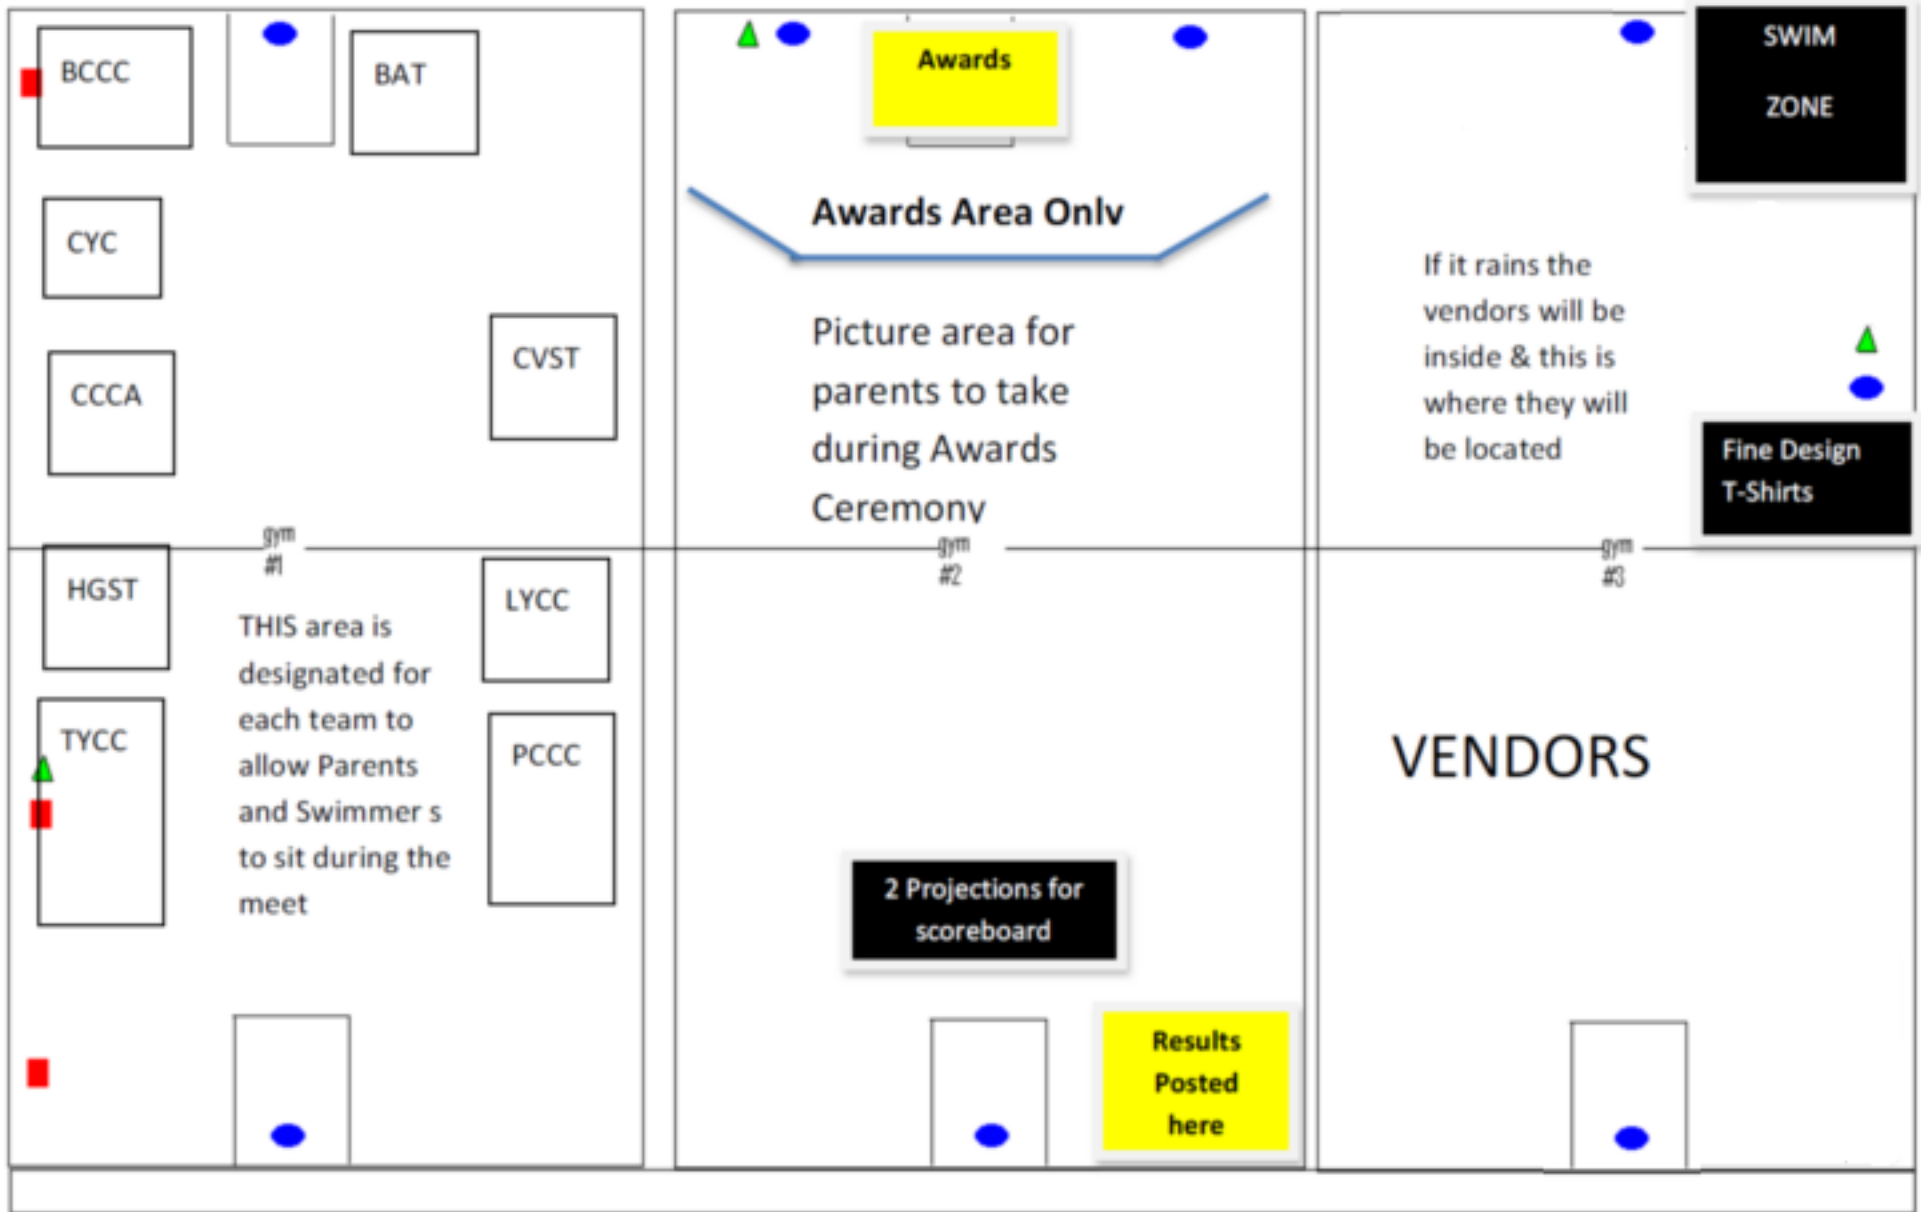 BCCC
BAT
CYC
CCCA
CVST
gym
#1
HGST
LYCC
THIS area is
designated for
each team to
allow Parents
and Swimmer s
to sit during the
meet
TYCC
PCCC
Awards
Awards Area Only
Picture area for
parents to take
during Awards
Ceremony
gym
#2
2 Projections for
scoreboard
Results
Posted
here
SWIM
ZONE
If it rains the
vendors will be
inside & this is
where they will
be located
Fine Design
T-Shirts
gym
#3
VENDORS